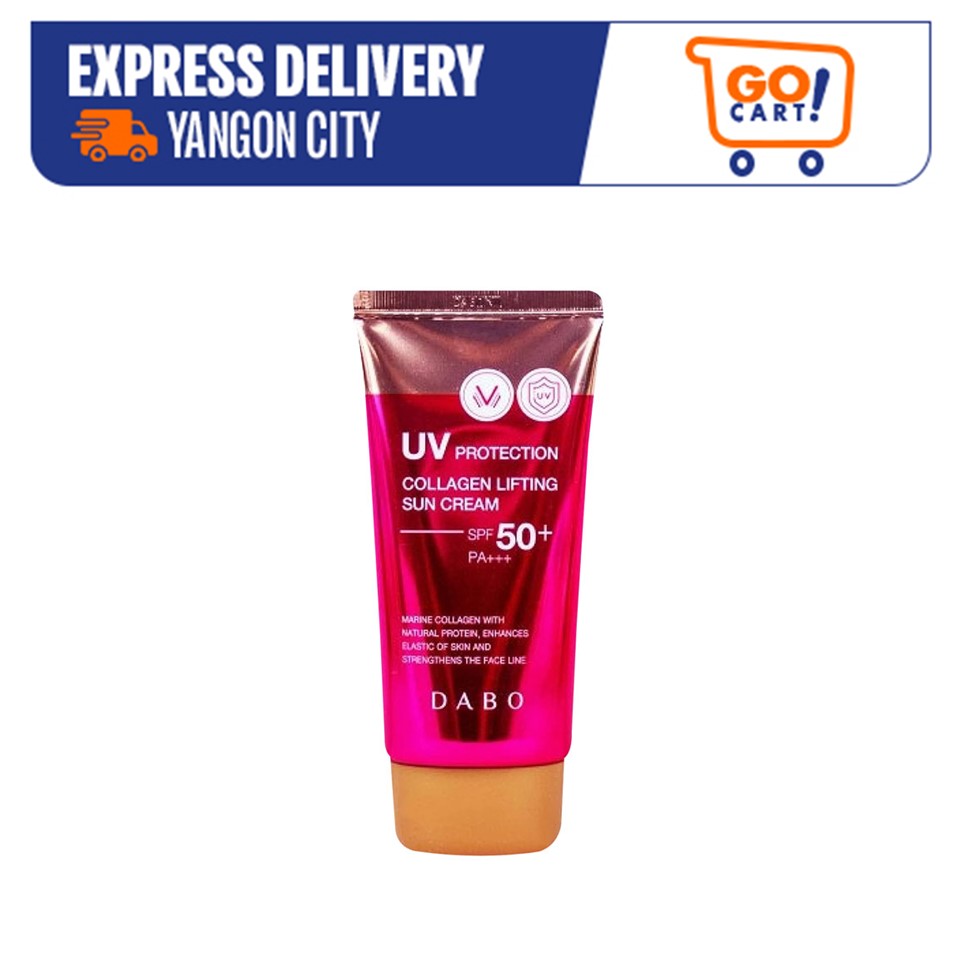 EXPRESS DELIVERY
YANGON CITY
GO
CART!
UV
UV PROTECTION
COLLAGEN LIFTING
SUN CREAM
SPF 50+
PA+++
MARINE COLLAGEN WITH
NATURAL PROTEIN, ENHANCES
ELASTIC OF SKIN AND
STRENGTHENS THE FACE LINE
DABO